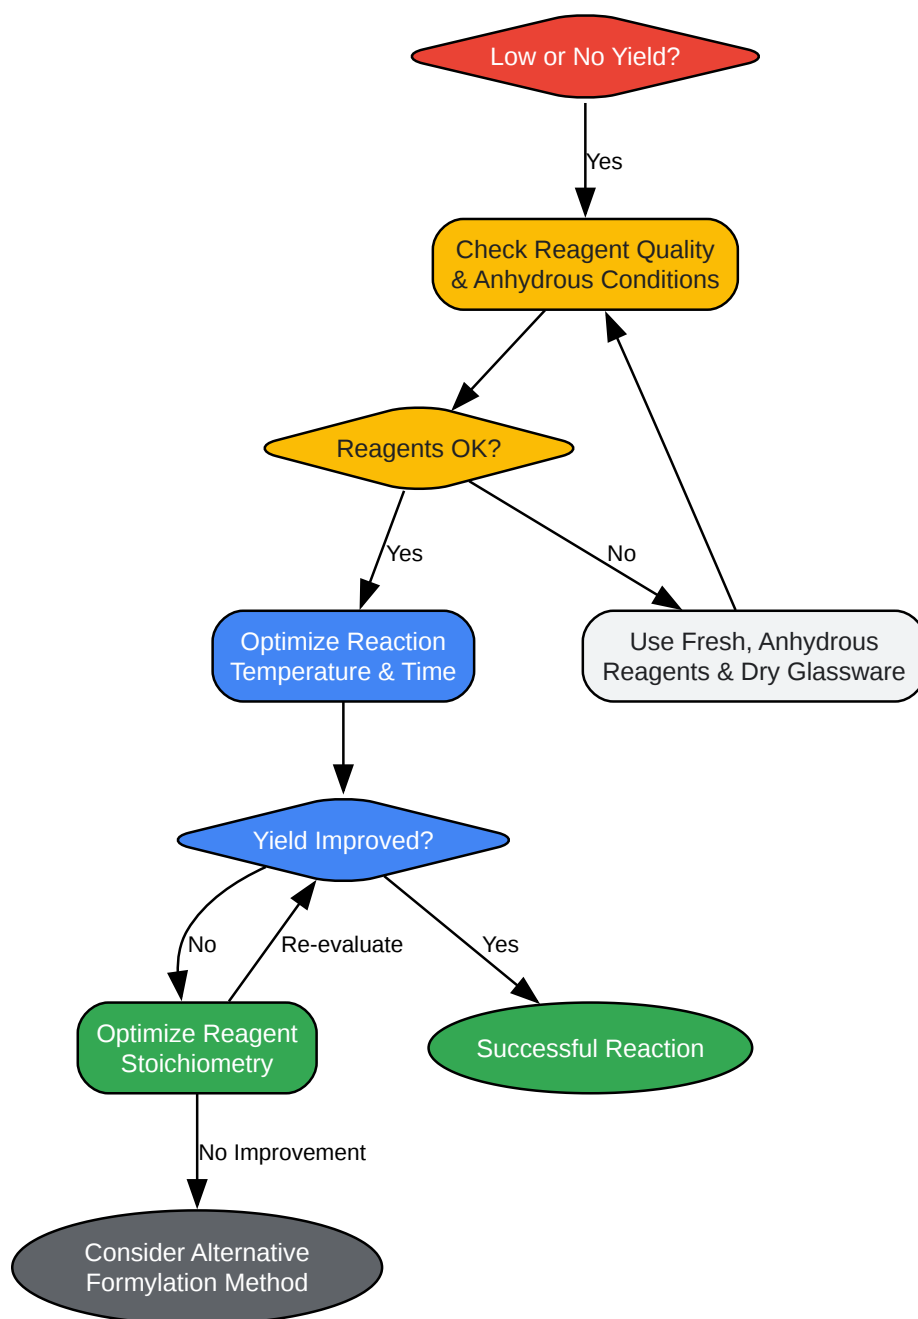 Low or No Yield?
Yes
Check Reagent Quality
& Anhydrous Conditions
Reagents OK?
Yes
No
Optimize Reaction
Temperature & Time
Use Fresh, Anhydrous
Reagents & Dry Glassware
Yield Improved?
No
Re-evaluate
Yes
Optimize Reagent
Stoichiometry
Successful Reaction
No Improvement
Consider Alternative
Formylation Method